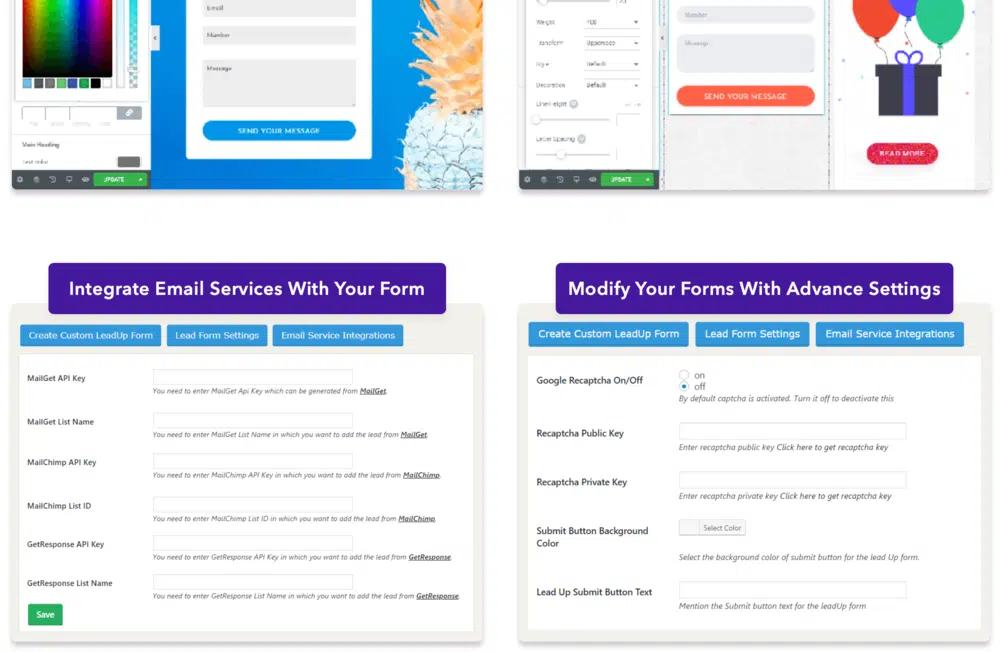 Email
Number
Message
SEND YOUR MESSAGE
Main Heading
Text Color
UPDATE
Weight
Transform
Uppercase
Style
Default
Decoration
Default
Line-Height
Letter Spacing
UPDATE
Number
Message
SEND YOUR MESSAGE
READ MORE
Integrate Email Services With Your Form
Create Custom LeadUp Form
Lead Form Settings
Email Service Integrations
MailGet API Key
You need to enter MailGet Api Key which can be generated from MailGet.
MailGet List Name
You need to enter MailGet List Name in which you want to add the lead from MailGet.
MailChimp API Key
You need to enter MailChimp API Key in which you want to add the lead from MailChimp.
MailChimp List ID
You need to enter MailChimp List ID in which you want to add the lead from MailChimp.
GetResponse API Key
You need to enter GetResponse API Key in which you want to add the lead from GetResponse.
GetResponse List Name
You need to enter GetResponse List Name in which you want to add the lead from GetResponse.
Save
Modify Your Forms With Advance Settings
Create Custom LeadUp Form
Lead Form Settings
Email Service Integrations
Google Recaptcha On/Off
on
off
By default captcha is activated. Turn it off to deactivate this
Recaptcha Public Key
Enter recaptcha public key Click here to get recaptcha key
Recaptcha Private Key
Enter recaptcha private key Click here to get recaptcha key
Submit Button Background
Color
Select Color
Select the background color of submit button for the lead Up form.
Lead Up Submit Button Text
Mention the Submit button text for the leadUp form